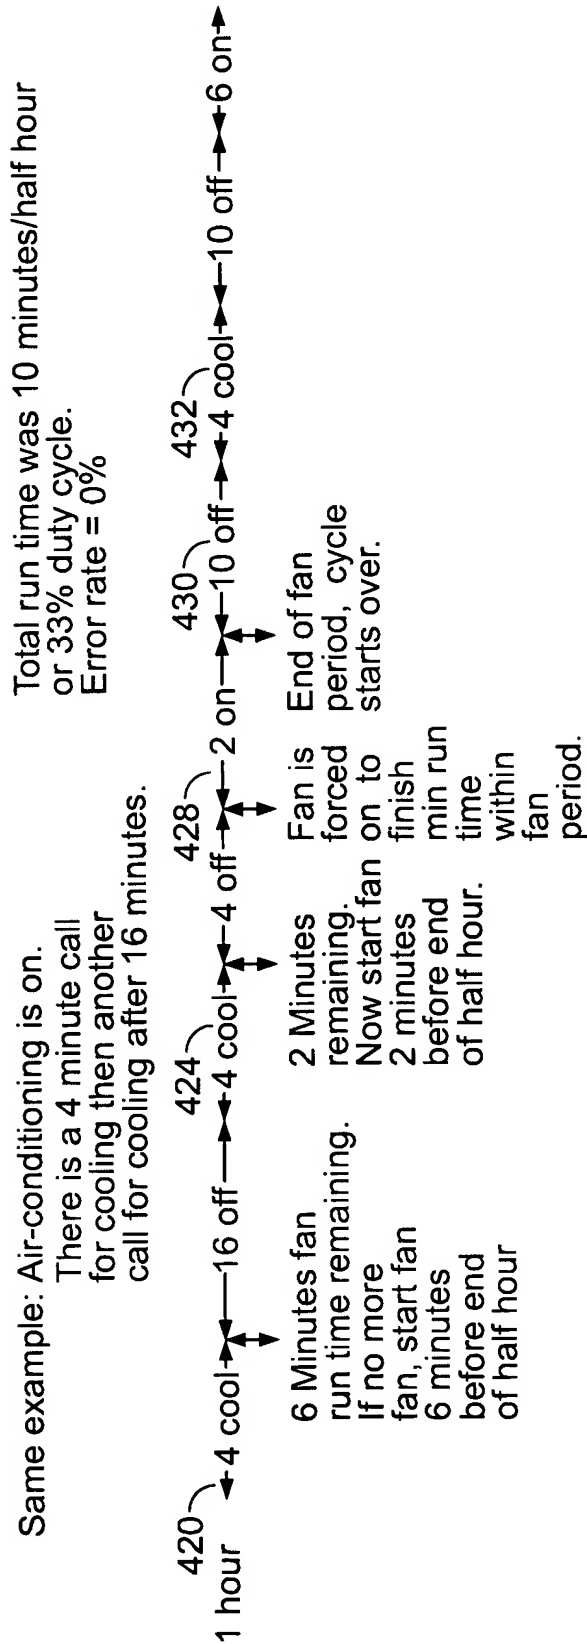 Same example: Air-conditioning is on.
There is a 4 minute call
for cooling then another
call for cooling after 16 minutes.
Total run time was 10 minutes/half hour
or 33% duty cycle.
Error rate = 0%
420
424
428
430
432
1 hour
4 cool
16 off
4 cool
4 off
2 on
10 off
4 cool
10 off
6 on
6 Minutes fan
run time remaining.
If no more
fan, start fan
6 minutes
before end
of half hour
2 Minutes
remaining.
Now start fan
2 minutes
before end
of half hour.
Fan is
forced
on to
finish
min run
time
within
fan
period.
End of fan
period, cycle
starts over.